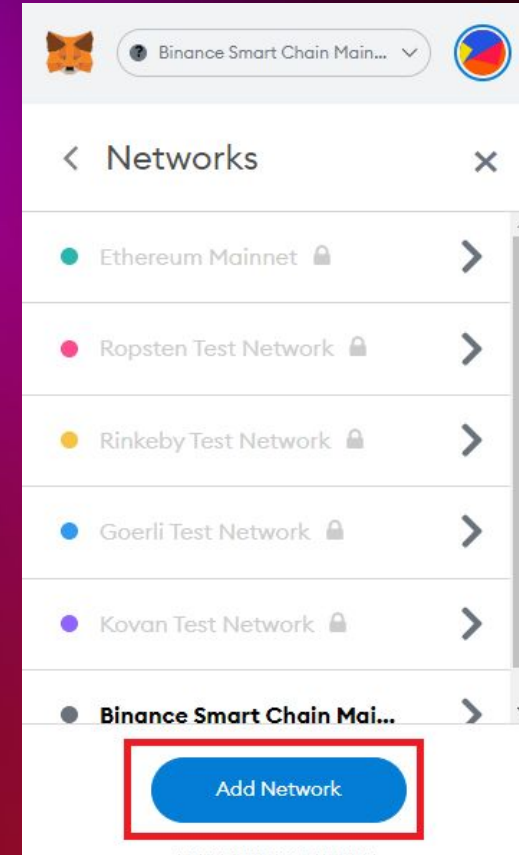 Binance Smart Chain Main...
Networks
Ethereum Mainnet
Ropsten Test Network
Rinkeby Test Network
Goerli Test Network
Kovan Test Network
Binance Smart Chain Mai...
Add Network